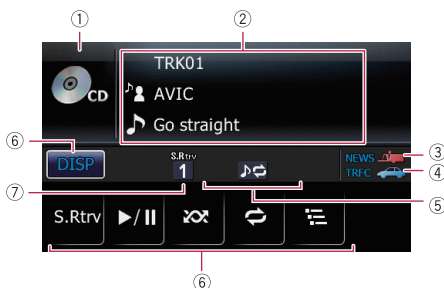 ① ②
TRK01
CD AVIC
Go straight
⑥ DISP S.Rtrv 1 NEWS ③
TRFC ④
⑦ ⑤
S.Rtrv ▶/II
⑥